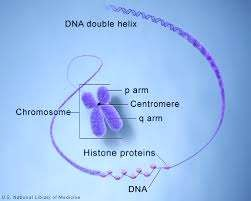 DNA double helix
p arm
Chromosome
Centromere
q arm
Histone proteins
DNA
U.S. National Library of Medicine